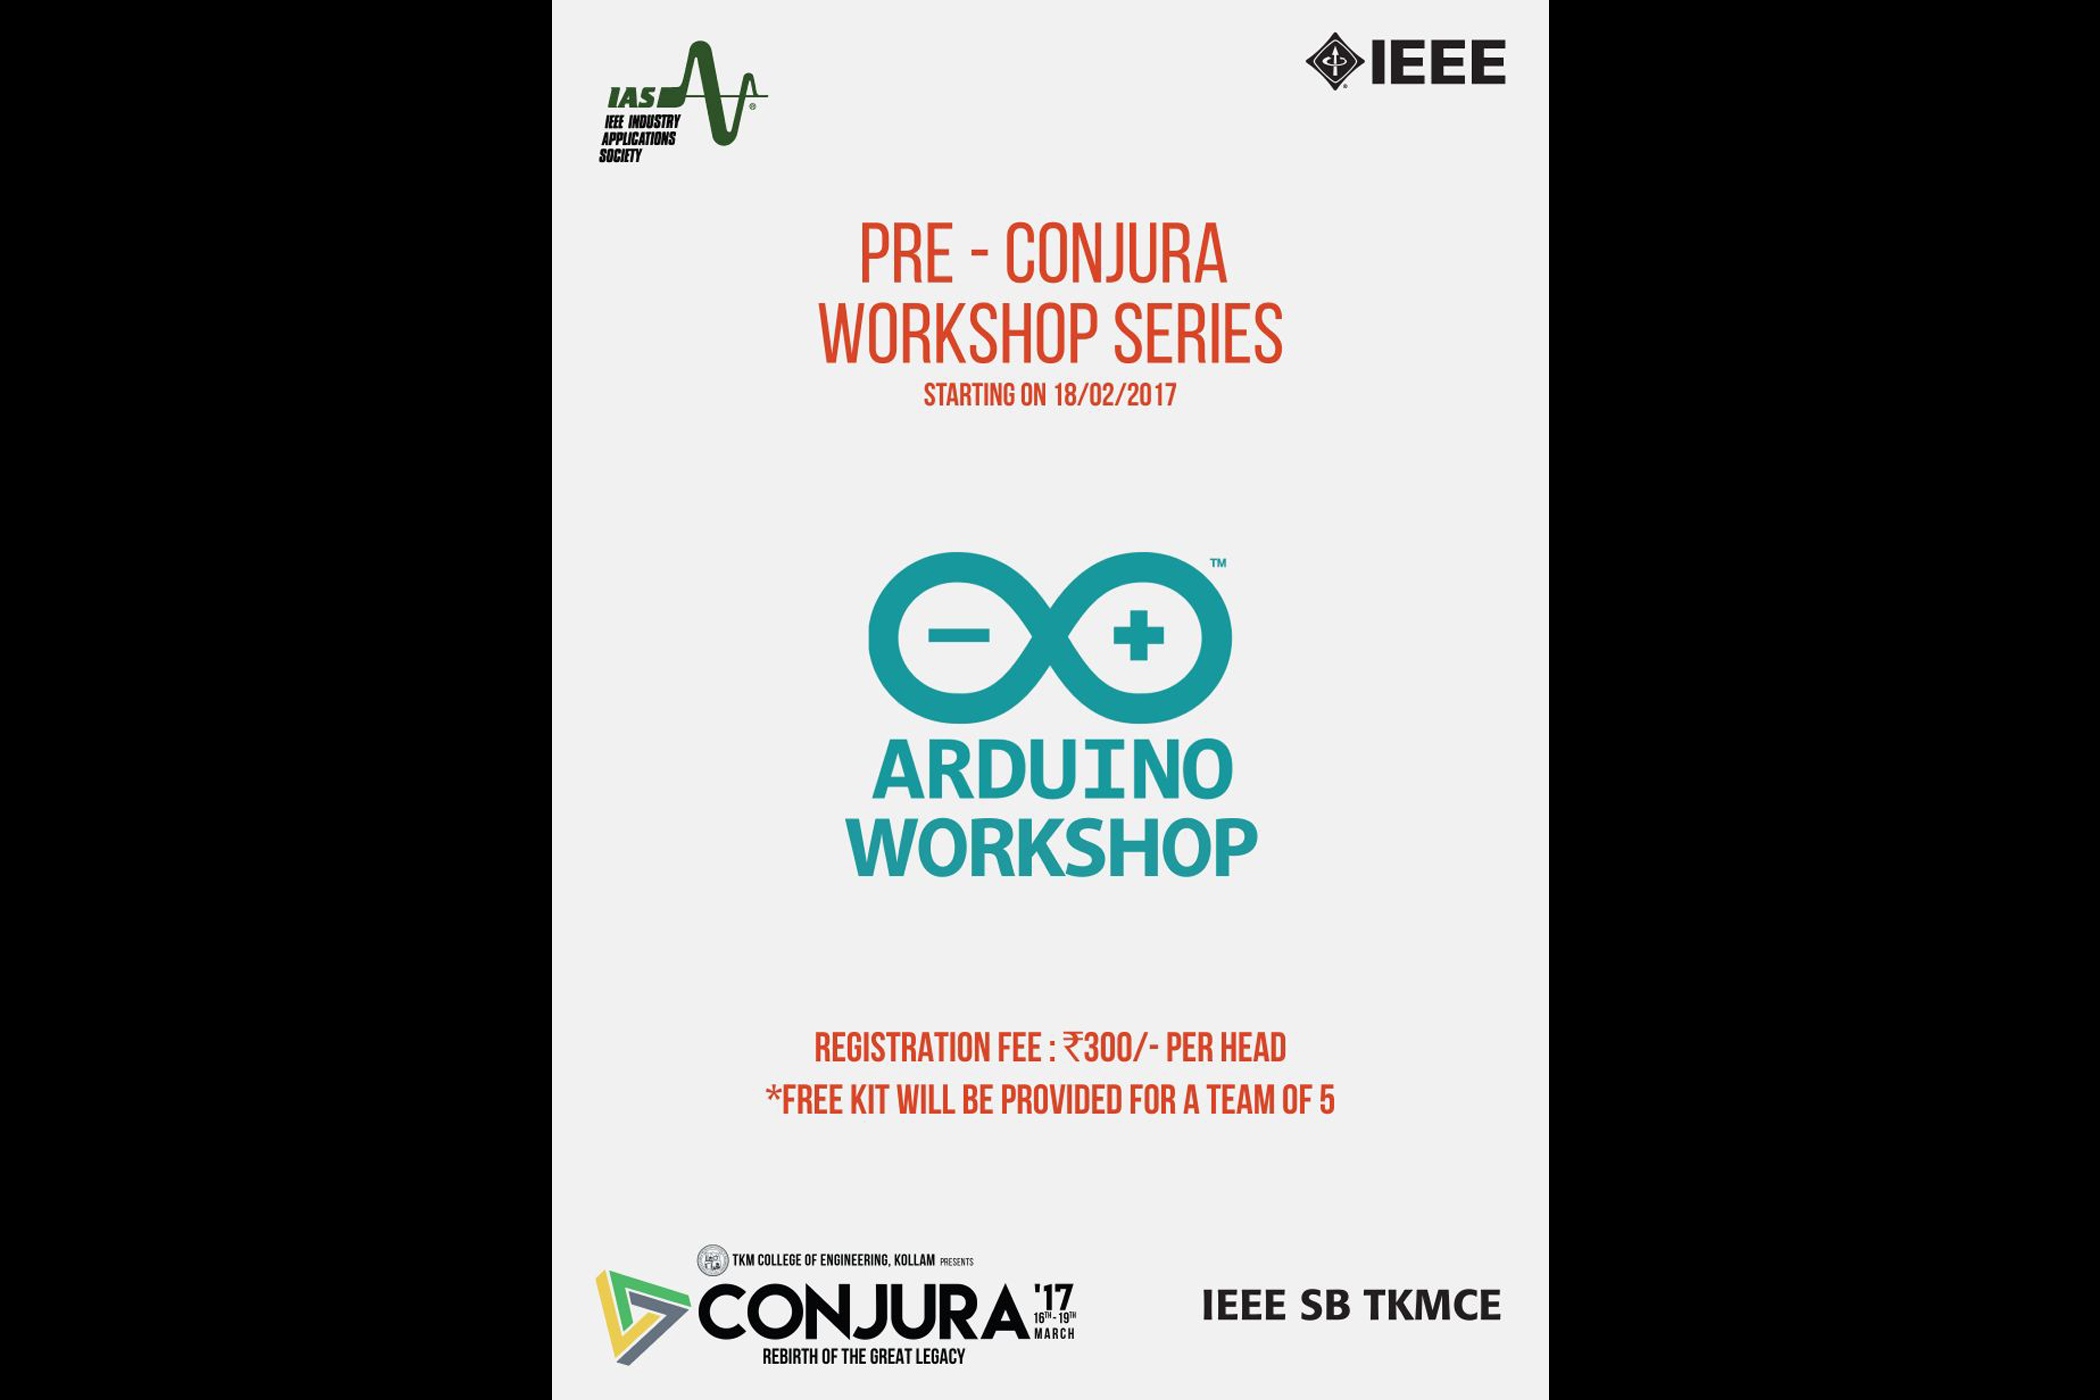 IAS
IEEE INDUSTRY
APPLICATIONS
SOCIETY
®
IEEE
PRE - CONJURA
WORKSHOP SERIES
STARTING ON 18/02/2017
TM
ARDUINO
WORKSHOP
REGISTRATION FEE : ₹300/- PER HEAD
*FREE KIT WILL BE PROVIDED FOR A TEAM OF 5
TKM COLLEGE OF ENGINEERING, KOLLAM PRESENTS
CONJURA '17
16TH - 19TH
MARCH
REBIRTH OF THE GREAT LEGACY
IEEE SB TKMCE